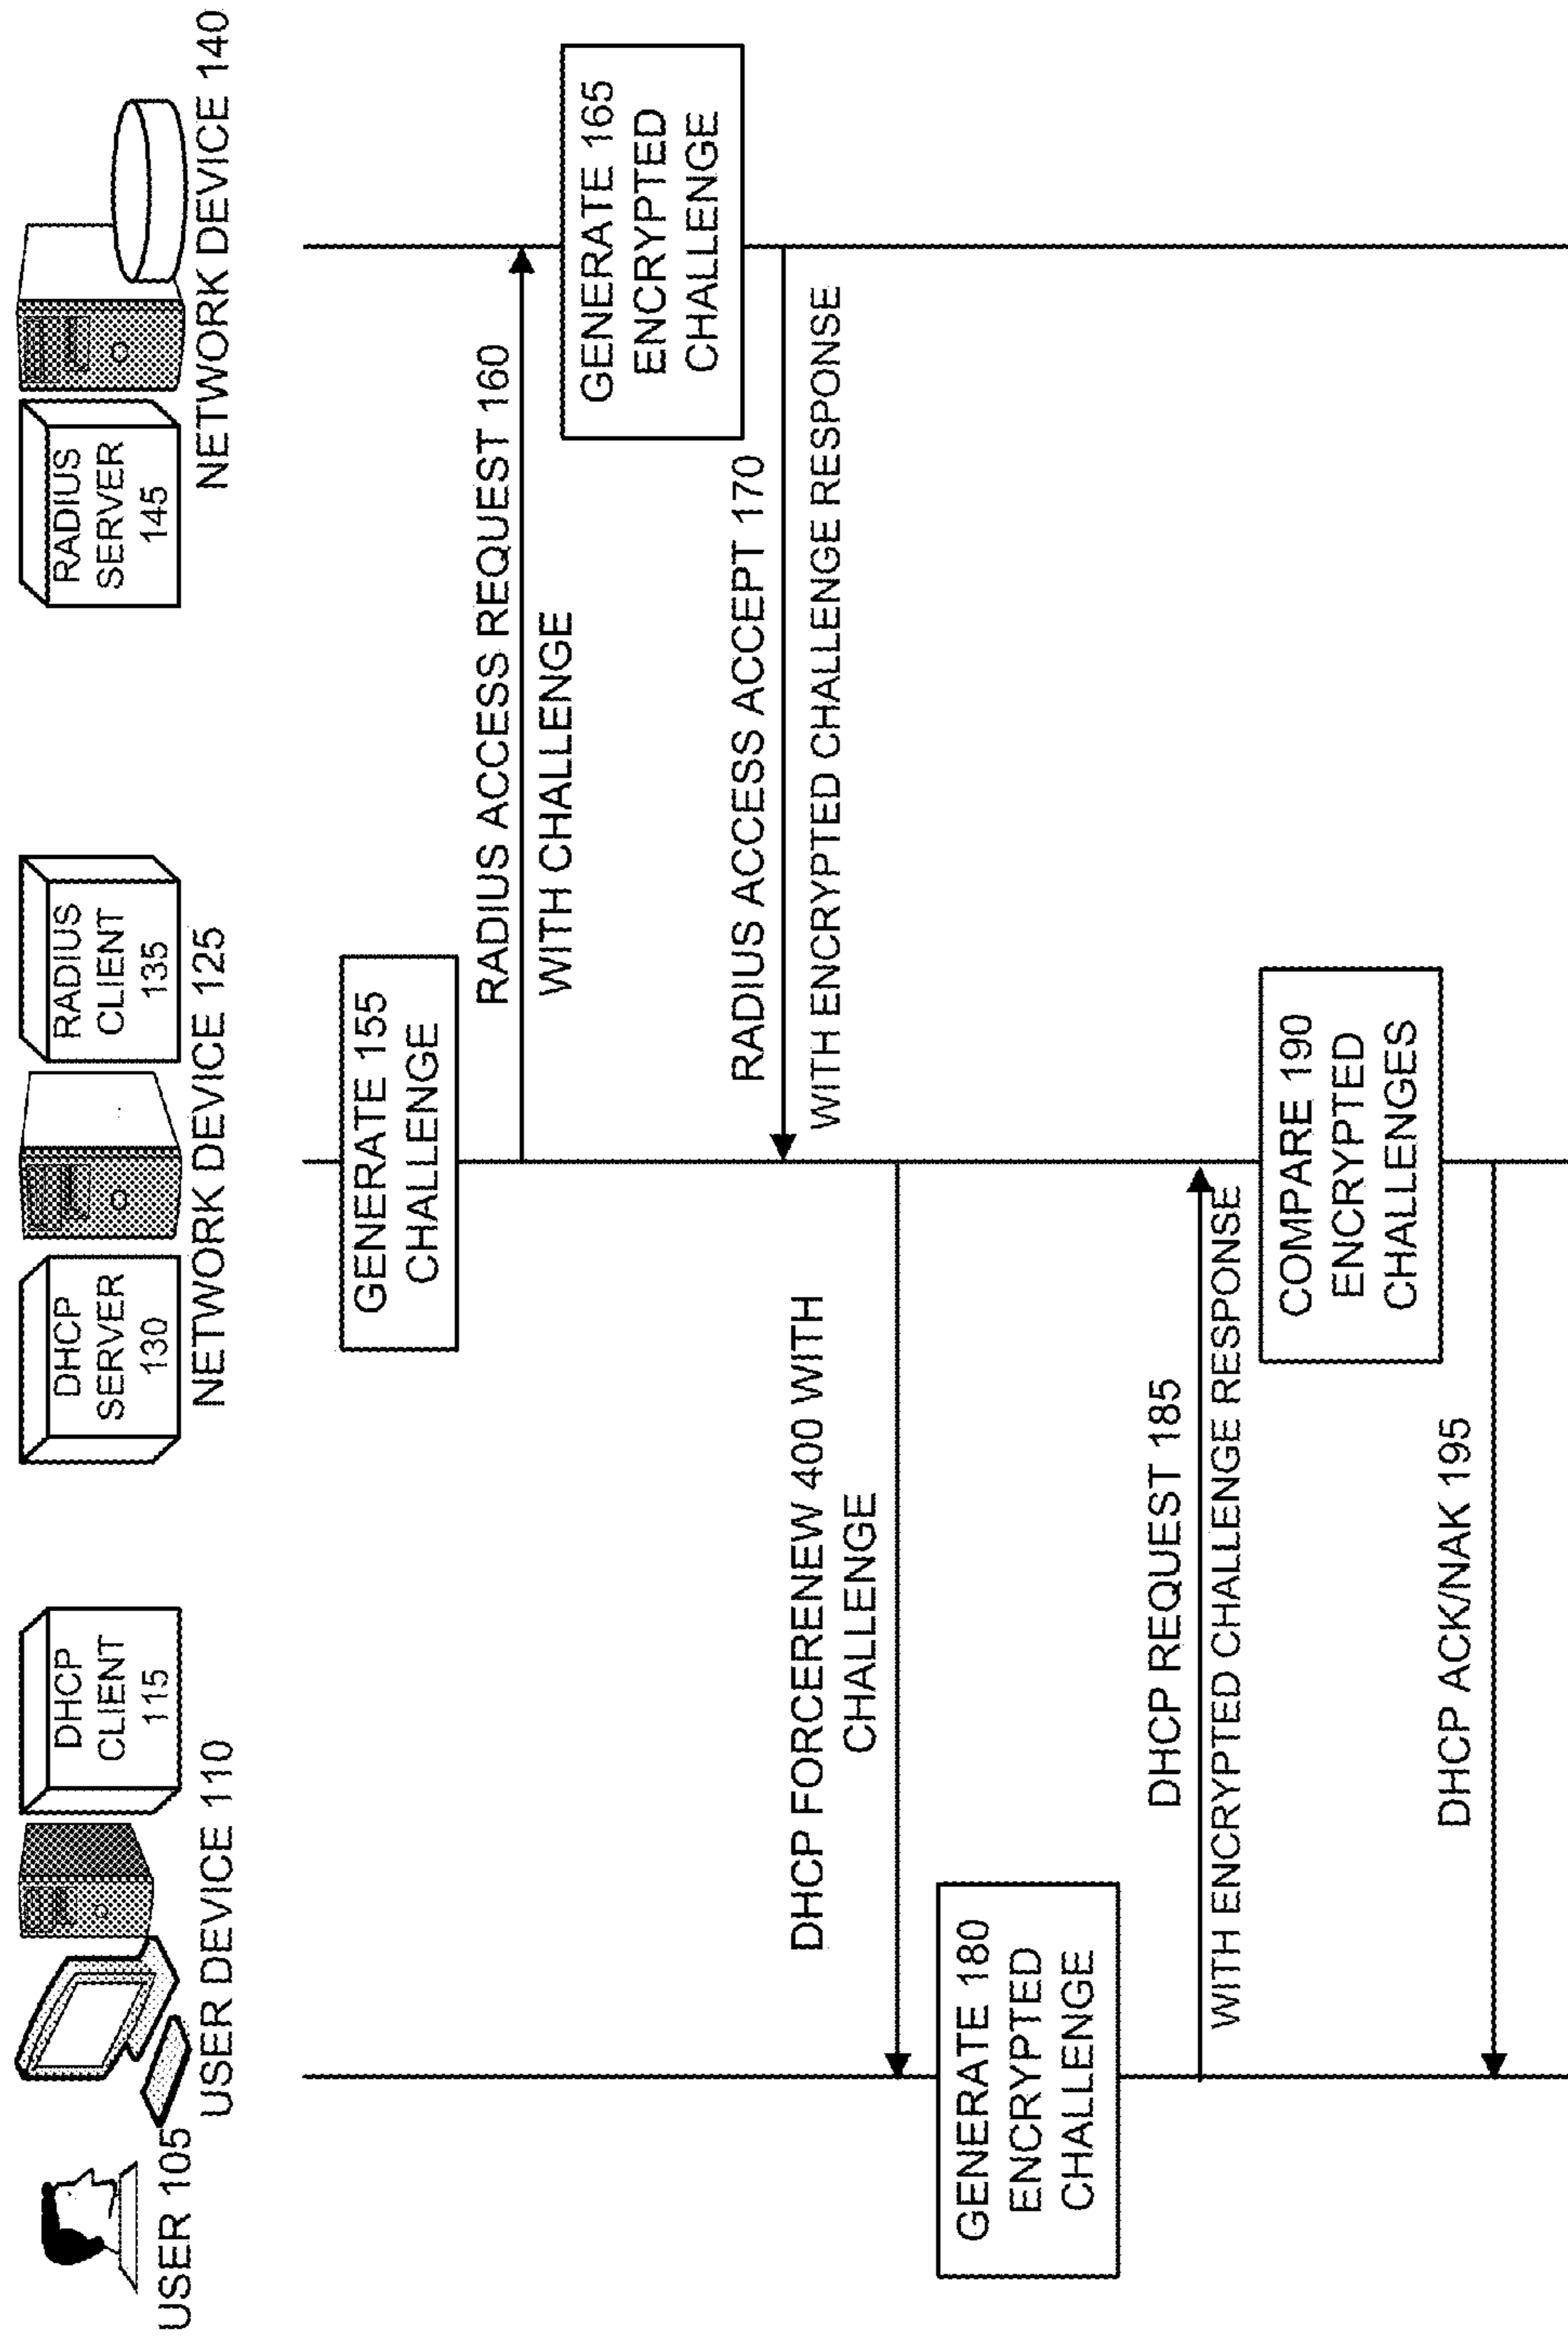 USER 105
USER DEVICE 110
DHCP
CLIENT
115
DHCP
SERVER
130
NETWORK DEVICE 125
RADIUS
CLIENT
135
RADIUS
SERVER
145
NETWORK DEVICE 140
GENERATE 155
CHALLENGE
RADIUS ACCESS REQUEST 160
WITH CHALLENGE
GENERATE 165
ENCRYPTED
CHALLENGE
RADIUS ACCESS ACCEPT 170
WITH ENCRYPTED CHALLENGE RESPONSE
DHCP FORCERENEW 400 WITH
CHALLENGE
GENERATE 180
ENCRYPTED
CHALLENGE
DHCP REQUEST 185
WITH ENCRYPTED CHALLENGE RESPONSE
COMPARE 190
ENCRYPTED
CHALLENGES
DHCP ACK/NAK 195